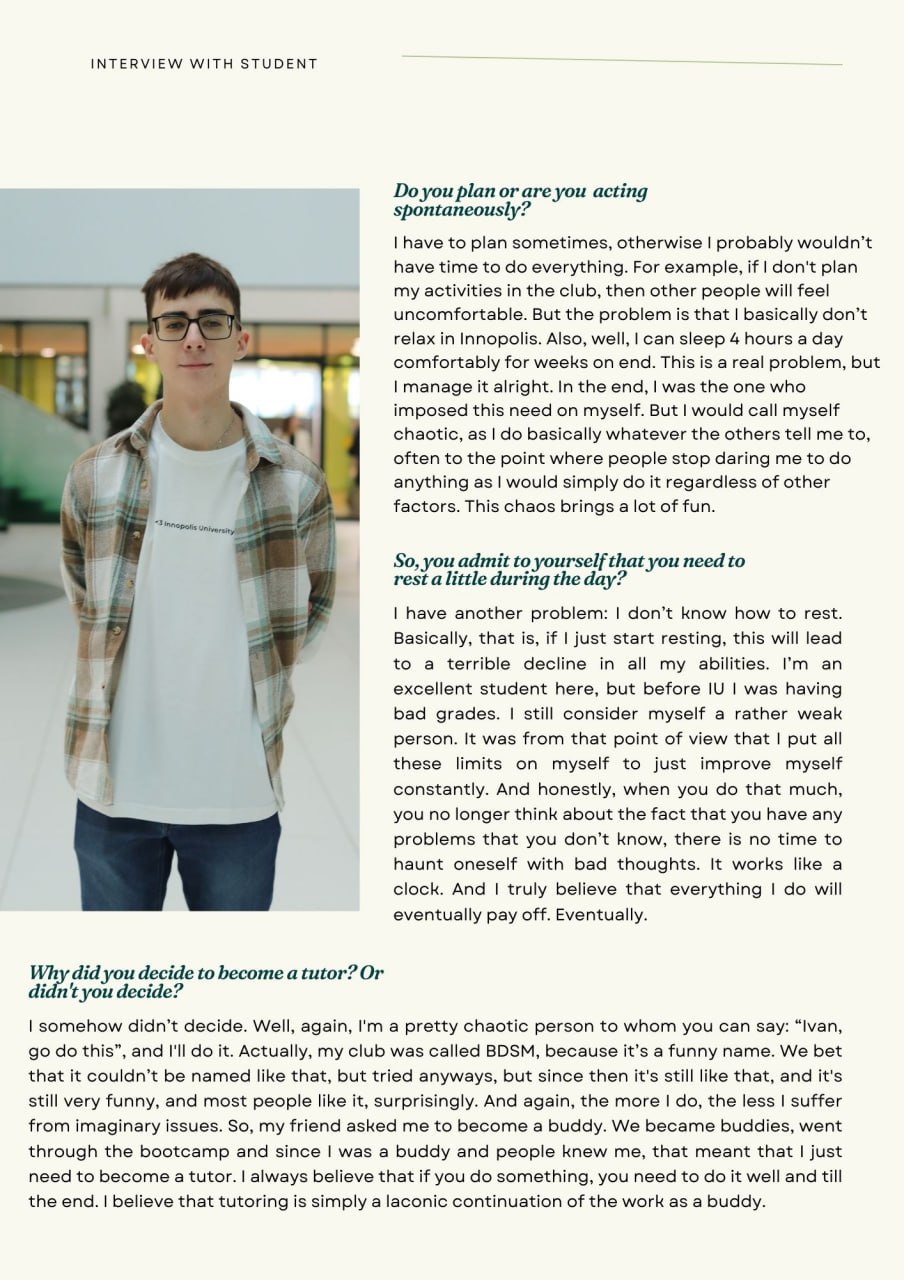 INTERVIEW WITH STUDENT
Do you plan or are you acting
spontaneously?
I have to plan sometimes, otherwise I probably wouldn’t
have time to do everything. For example, if I don't plan
my activities in the club, then other people will feel
uncomfortable. But the problem is that I basically don’t
relax in Innopolis. Also, well, I can sleep 4 hours a day
comfortably for weeks on end. This is a real problem, but
I manage it alright. In the end, I was the one who
imposed this need on myself. But I would call myself
chaotic, as I do basically whatever the others tell me to,
often to the point where people stop daring me to do
anything as I would simply do it regardless of other
factors. This chaos brings a lot of fun.
<3 Innopolis University
So, you admit to yourself that you need to
rest a little during the day?
I have another problem: I don’t know how to rest.
Basically, that is, if I just start resting, this will lead
to a terrible decline in all my abilities. I’m an
excellent student here, but before IU I was having
bad grades. I still consider myself a rather weak
person. It was from that point of view that I put all
these limits on myself to just improve myself
constantly. And honestly, when you do that much,
you no longer think about the fact that you have any
problems that you don’t know, there is no time to
haunt oneself with bad thoughts. It works like a
clock. And I truly believe that everything I do will
eventually pay off. Eventually.
Why did you decide to become a tutor? Or
didn't you decide?
I somehow didn’t decide. Well, again, I'm a pretty chaotic person to whom you can say: “Ivan,
go do this”, and I'll do it. Actually, my club was called BDSM, because it’s a funny name. We bet
that it couldn’t be named like that, but tried anyways, but since then it's still like that, and it's
still very funny, and most people like it, surprisingly. And again, the more I do, the less I suffer
from imaginary issues. So, my friend asked me to become a buddy. We became buddies, went
through the bootcamp and since I was a buddy and people knew me, that meant that I just
need to become a tutor. I always believe that if you do something, you need to do it well and till
the end. I believe that tutoring is simply a laconic continuation of the work as a buddy.